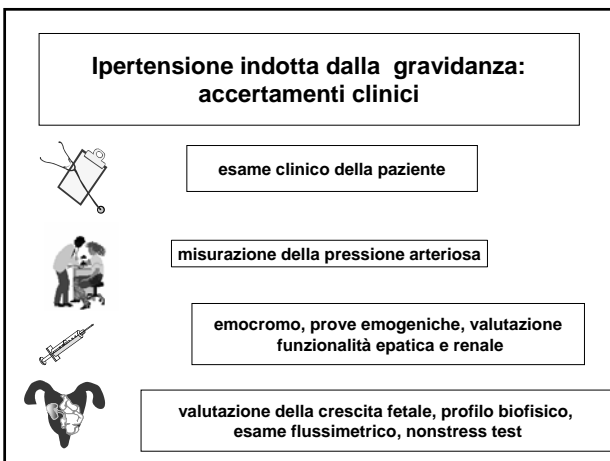 Ipertensione indotta dalla gravidanza:
accertamenti clinici
esame clinico della paziente
misurazione della pressione arteriosa
emocromo, prove emogeniche, valutazione
funzionalità epatica e renale
valutazione della crescita fetale, profilo biofisico,
esame flussimetrico, nonstress test